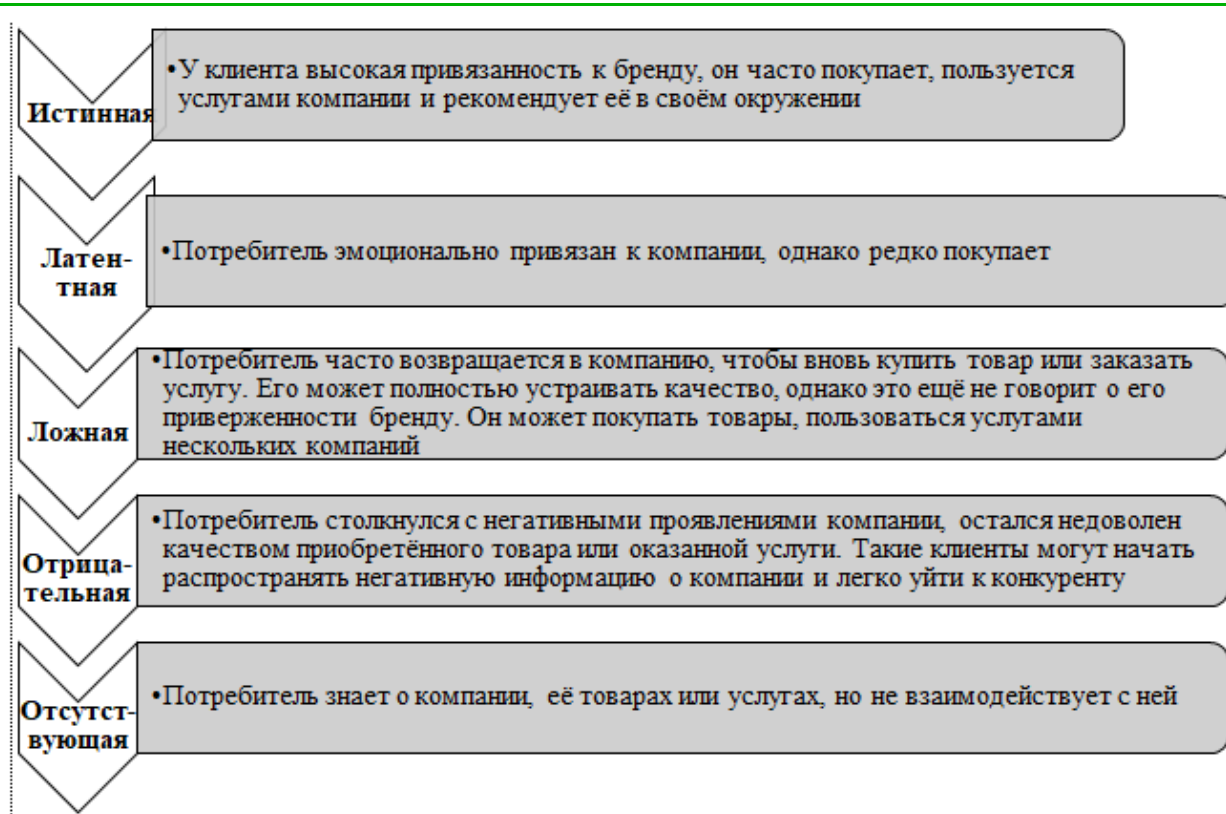 Истинная
•У клиента высокая привязанность к бренду, он часто покупает, пользуется
услугами компании и рекомендует её в своём окружении
Латен-
тная
•Потребитель эмоционально привязан к компании, однако редко покупает
Ложная
•Потребитель часто возвращается в компанию, чтобы вновь купить товар или заказать
услугу. Его может полностью устраивать качество, однако это ещё не говорит о его
приверженности бренду. Он может покупать товары, пользоваться услугами
нескольких компаний
Отрица-
тельная
•Потребитель столкнулся с негативными проявлениями компании, остался недоволен
качеством приобретённого товара или оказанной услуги. Такие клиенты могут начать
распространять негативную информацию о компании и легко уйти к конкуренту
Отсутст-
вующая
•Потребитель знает о компании, её товарах или услугах, но не взаимодействует с ней